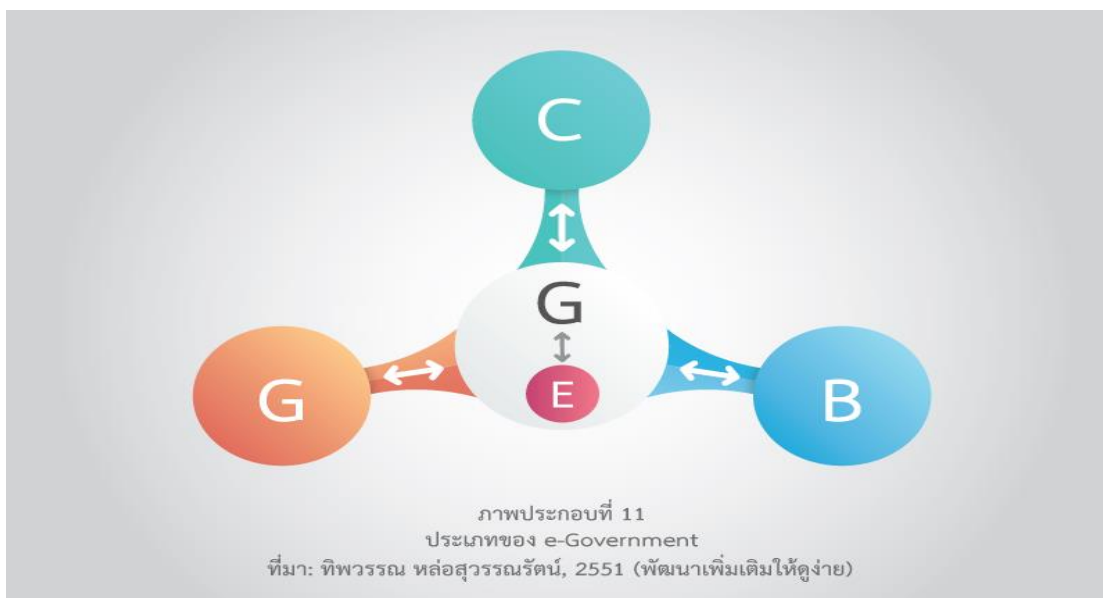 C
G
E
G
B
ภาพประกอบที่ 11
ประเภทของ e-Government
ที่มา: ทิพวรรณ หล่อสุวรรณรัตน์, 2551 (พัฒนาเพิ่มเติมให้ดูง่าย)